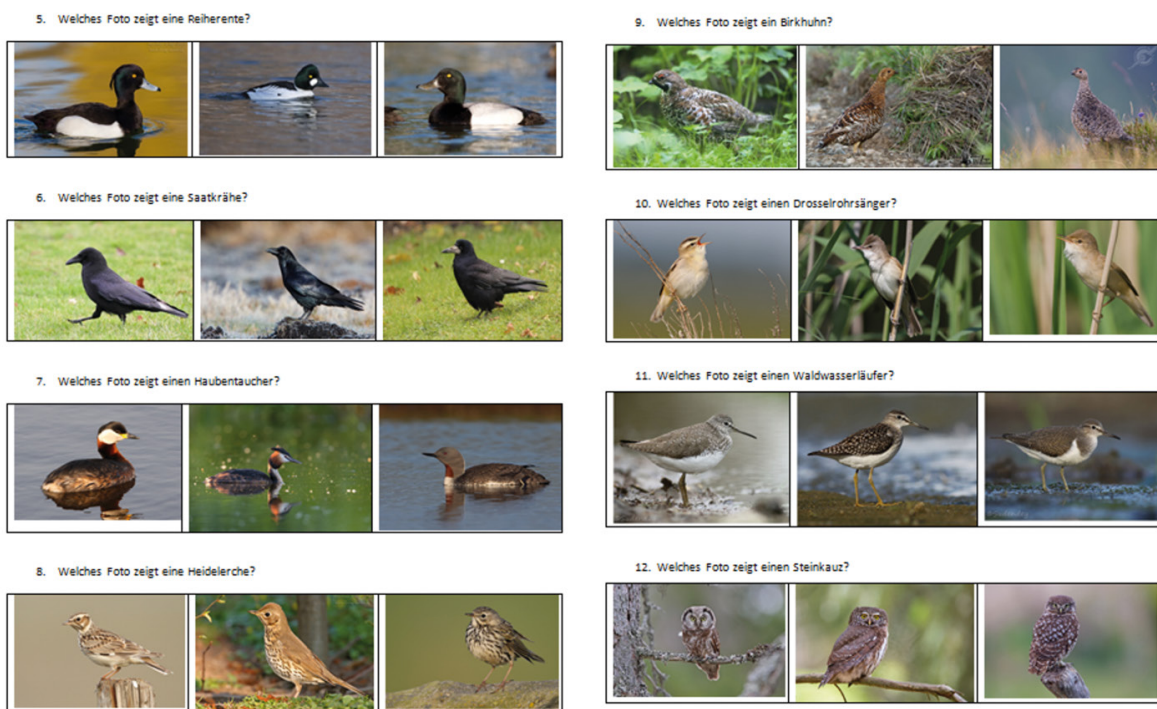 5. Welches Foto zeigt eine Reiherente?
6. Welches Foto zeigt eine Saatkrähe?
7. Welches Foto zeigt einen Haubentaucher?
8. Welches Foto zeigt eine Heidelerche?
9. Welches Foto zeigt ein Birkhuhn?
10. Welches Foto zeigt einen Drosselrohrsänger?
11. Welches Foto zeigt einen Waldwasserläufer?
12. Welches Foto zeigt einen Steinkauz?